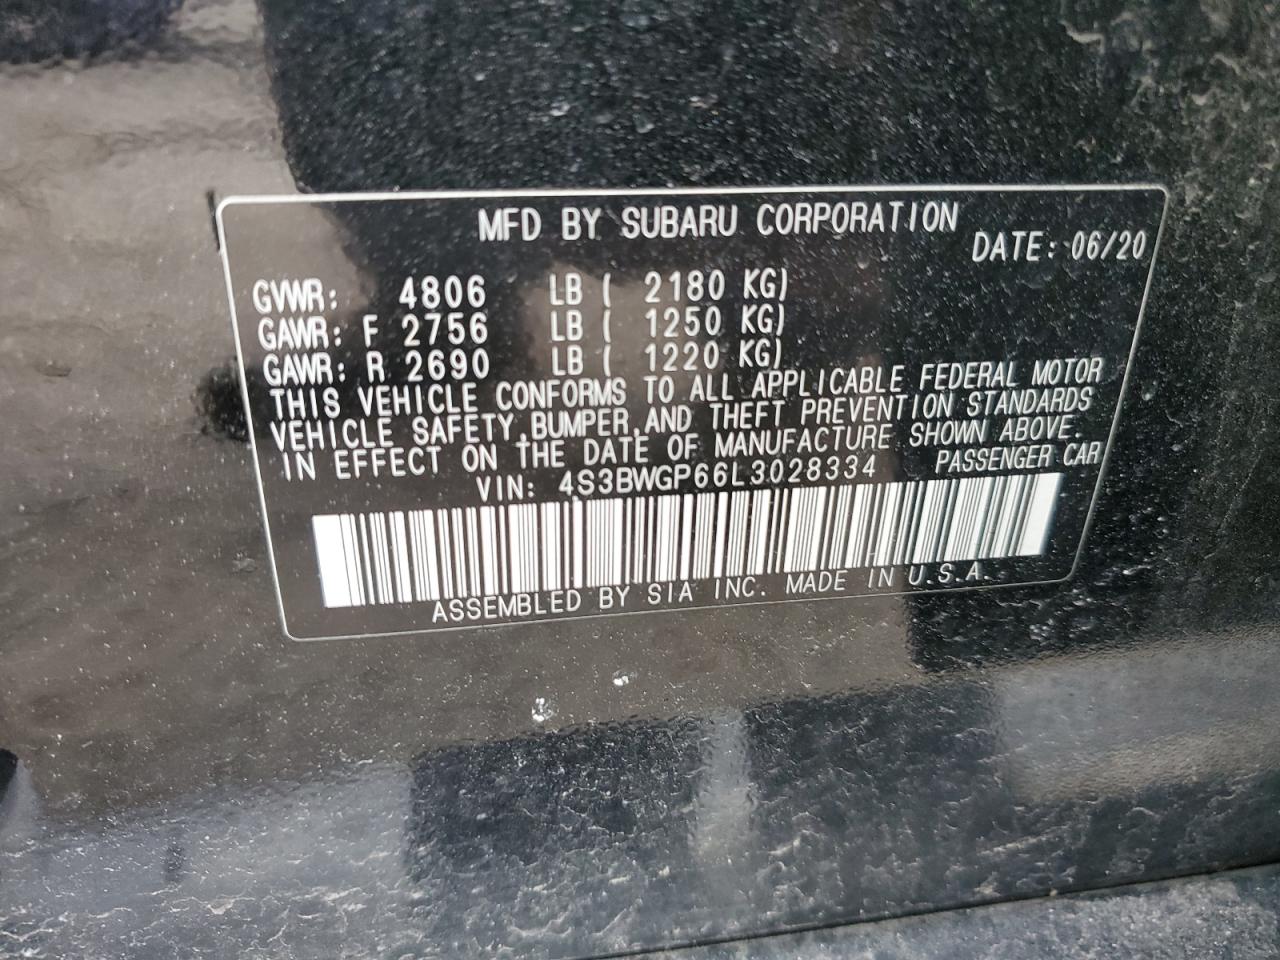 MFD BY SUBARU CORPORATION
DATE: 06/20
GVWR: 4806 LB ( 2180 KG)
GAWR: F 2756 LB ( 1250 KG)
GAWR: R 2690 LB ( 1220 KG)
THIS VEHICLE CONFORMS TO ALL APPLICABLE FEDERAL MOTOR
VEHICLE SAFETY, BUMPER, AND THEFT PREVENTION STANDARDS
IN EFFECT ON THE DATE OF MANUFACTURE SHOWN ABOVE.
VIN: 4S3BWGP66L3028334 PASSENGER CAR
ASSEMBLED BY SIA INC. MADE IN U.S.A.